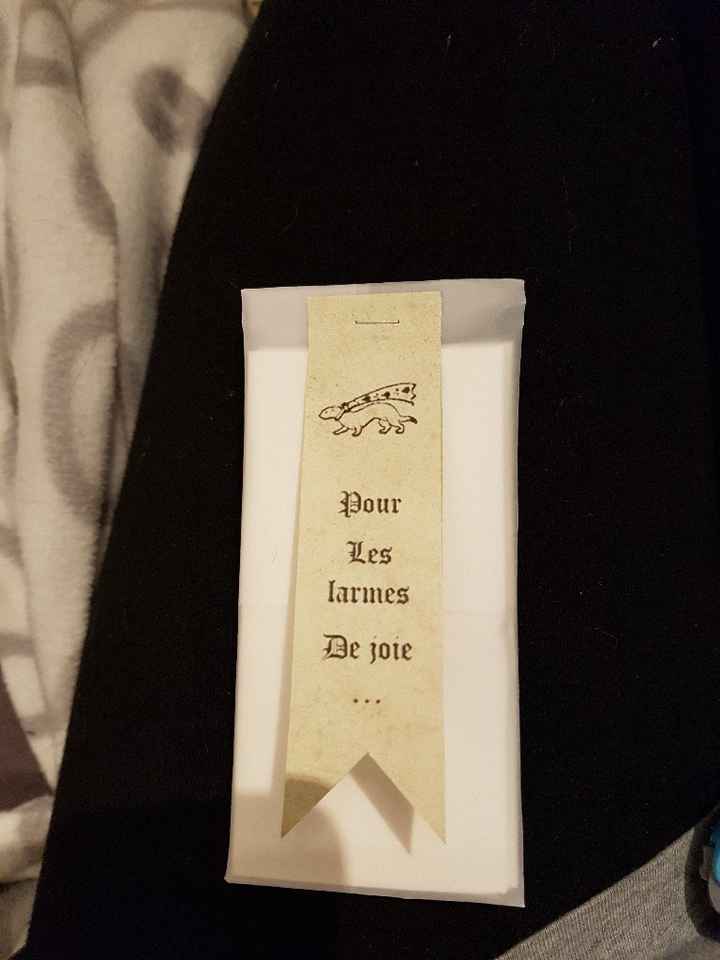 Pour
Les
larmes
De joie
...